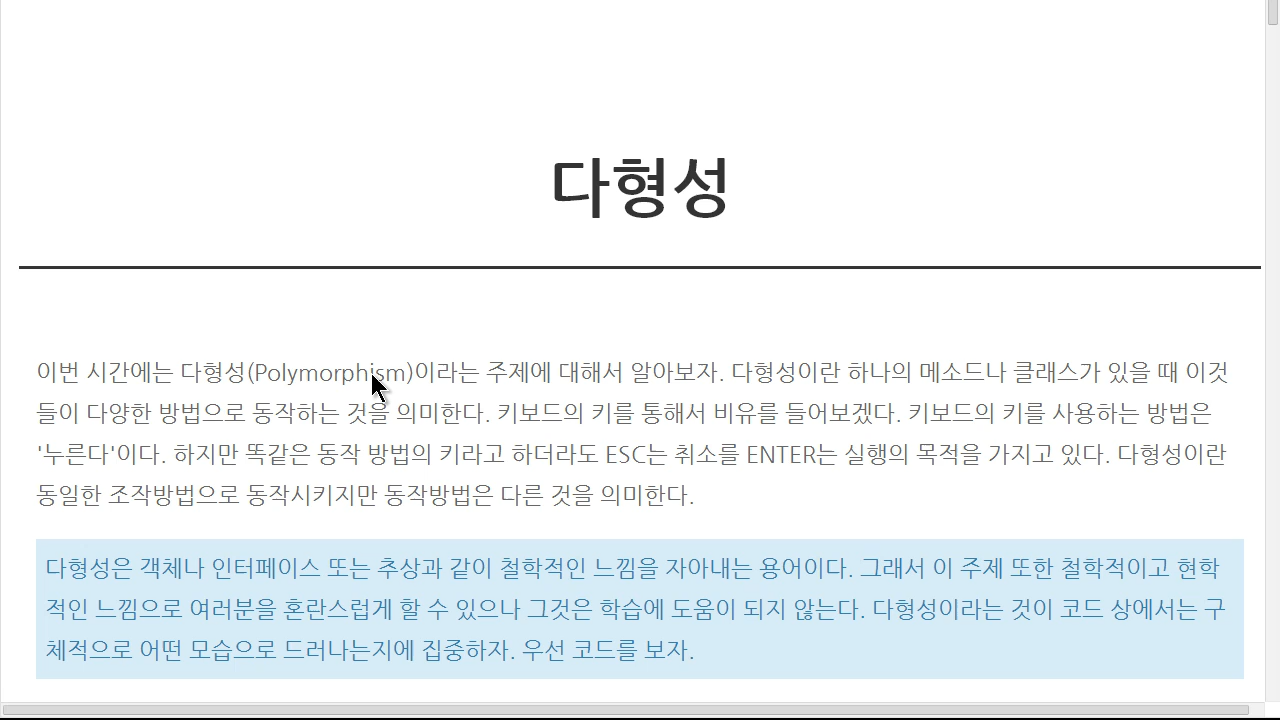 다형성
이번 시간에는 다형성(Polymorphism)이라는 주제에 대해서 알아보자. 다형성이란 하나의 메소드나 클래스가 있을 때 이것
들이 다양한 방법으로 동작하는 것을 의미한다. 키보드의 키를 통해서 비유를 들어보겠다. 키보드의 키를 사용하는 방법은
'누른다'이다. 하지만 똑같은 동작 방법의 키라고 하더라도 ESC는 취소를 ENTER는 실행의 목적을 가지고 있다. 다형성이란
동일한 조작방법으로 동작시키지만 동작방법은 다른 것을 의미한다.
다형성은 객체나 인터페이스 또는 추상과 같이 철학적인 느낌을 자아내는 용어이다. 그래서 이 주제 또한 철학적이고 현학
적인 느낌으로 여러분을 혼란스럽게 할 수 있으나 그것은 학습에 도움이 되지 않는다. 다형성이라는 것이 코드 상에서는 구
체적으로 어떤 모습으로 드러나는지에 집중하자. 우선 코드를 보자.